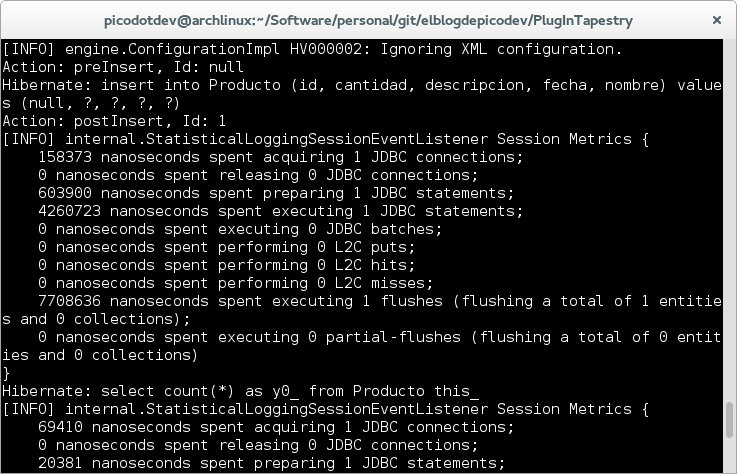 picodotdev@archlinux:~/Software/personal/git/elblogdepicodev/PlugInTapestry
[INFO] engine.ConfigurationImpl HV000002: Ignoring XML configuration.
Action: preInsert, Id: null
Hibernate: insert into Producto (id, cantidad, descripcion, fecha, nombre) value
s (null, ?, ?, ?, ?)
Action: postInsert, Id: 1
[INFO] internal.StatisticalLoggingSessionEventListener Session Metrics {
    158373 nanoseconds spent acquiring 1 JDBC connections;
    0 nanoseconds spent releasing 0 JDBC connections;
    603900 nanoseconds spent preparing 1 JDBC statements;
    4260723 nanoseconds spent executing 1 JDBC statements;
    0 nanoseconds spent executing 0 JDBC batches;
    0 nanoseconds spent performing 0 L2C puts;
    0 nanoseconds spent performing 0 L2C hits;
    0 nanoseconds spent performing 0 L2C misses;
    7708636 nanoseconds spent executing 1 flushes (flushing a total of 1 entitie
s and 0 collections);
    0 nanoseconds spent executing 0 partial-flushes (flushing a total of 0 entit
ies and 0 collections)
}
Hibernate: select count(*) as y0_ from Producto this_
[INFO] internal.StatisticalLoggingSessionEventListener Session Metrics {
    69410 nanoseconds spent acquiring 1 JDBC connections;
    0 nanoseconds spent releasing 0 JDBC connections;
    20381 nanoseconds spent preparing 1 JDBC statements;